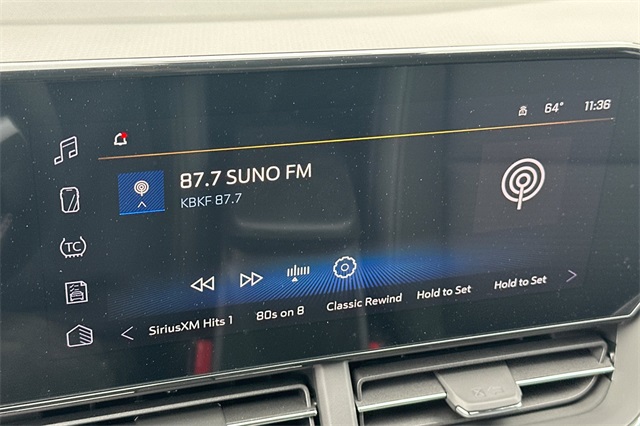 64° 11:36
87.7 SUNO FM
KBKF 87.7
TC
SiriusXM Hits 1 80s on 8 Classic Rewind Hold to Set Hold to Set